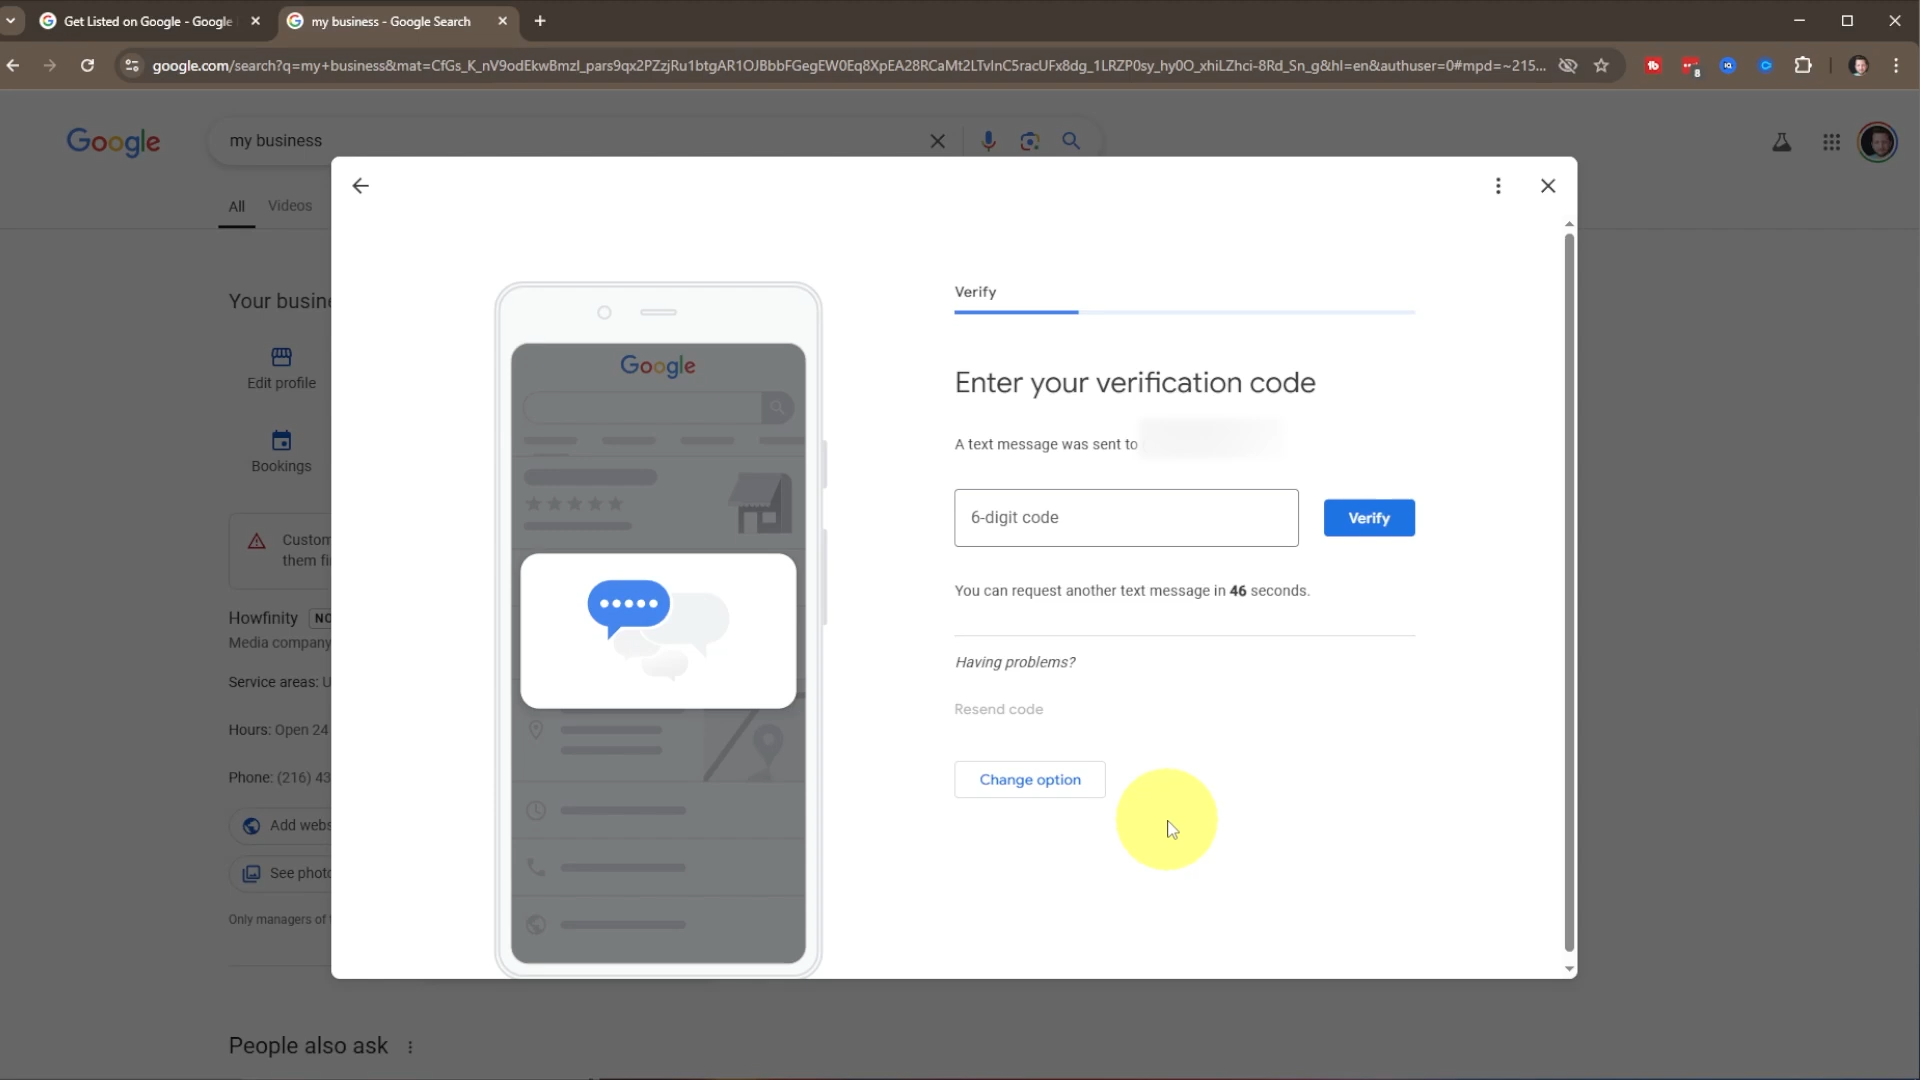 Get Listed on Google - Google
my business - Google Search
google.com/search?q=my+business&mat=CfGs_K_nV9odEkwBmzI_pars9qx2PZzjRu1btgAR1OJBbbFGegEW0Eq8XpEA28RCaMt2LTvInC5racUFx8dg_1LRZP0sy_hy0O_xhiLZhci-8Rd_Sn_g&hl=en&authuser=0#mpd=~215...
Google
my business
All
Videos
Your busine
Edit profile
Bookings
Custom
them fi
Howfinity NO
Media company
Service areas: U
Hours: Open 24
Phone: (216) 43
Add webs
See photo
Only managers of
People also ask
Google
Verify
Enter your verification code
A text message was sent to
6-digit code
Verify
You can request another text message in 46 seconds.
Having problems?
Resend code
Change option